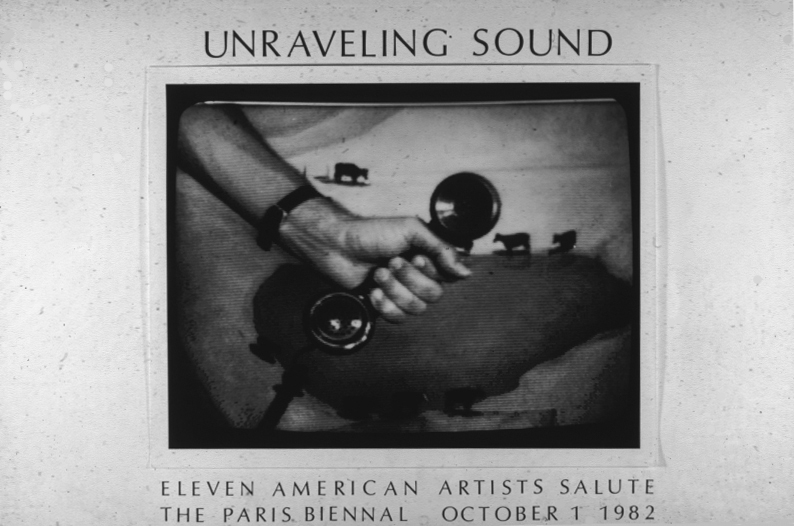 UNRAVELING SOUND
ELEVEN AMERICAN ARTISTS SALUTE
THE PARIS BIENNAL OCTOBER 1 1982